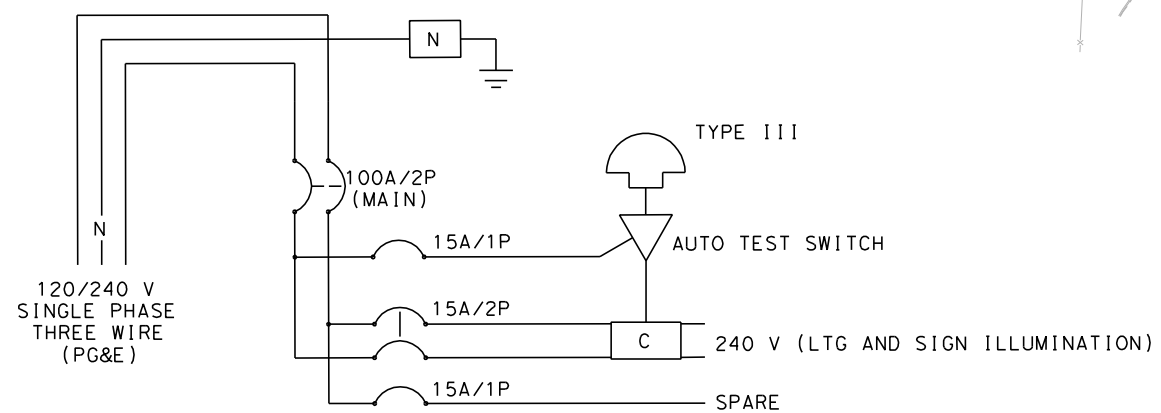 N
TYPE III
100A/2P
(MAIN)
N
15A/1P
AUTO TEST SWITCH
120/240 V
SINGLE PHASE
THREE WIRE
(PG&E)
15A/2P
C
240 V (LTG AND SIGN ILLUMINATION)
15A/1P
SPARE